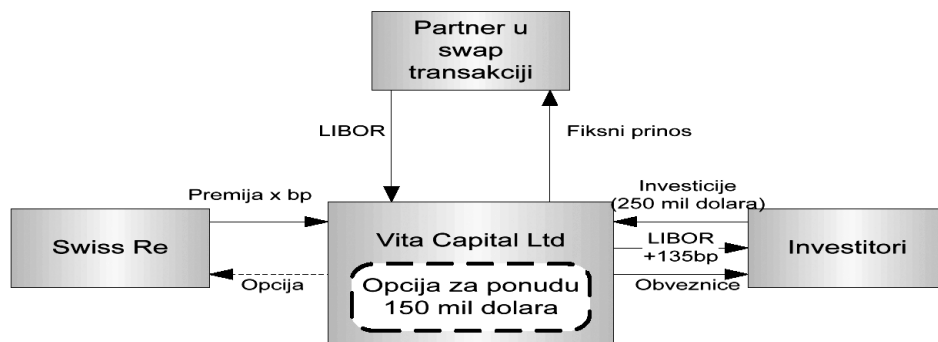 Partner u
swap
transakciji
LIBOR
Fiksni prinos
Premija x bp
Investicije
(250 mil dolara)
Swiss Re
Vita Capital Ltd
LIBOR
+135bp
Investitori
Opcija
Opcija za ponudu
150 mil dolara
Obveznice